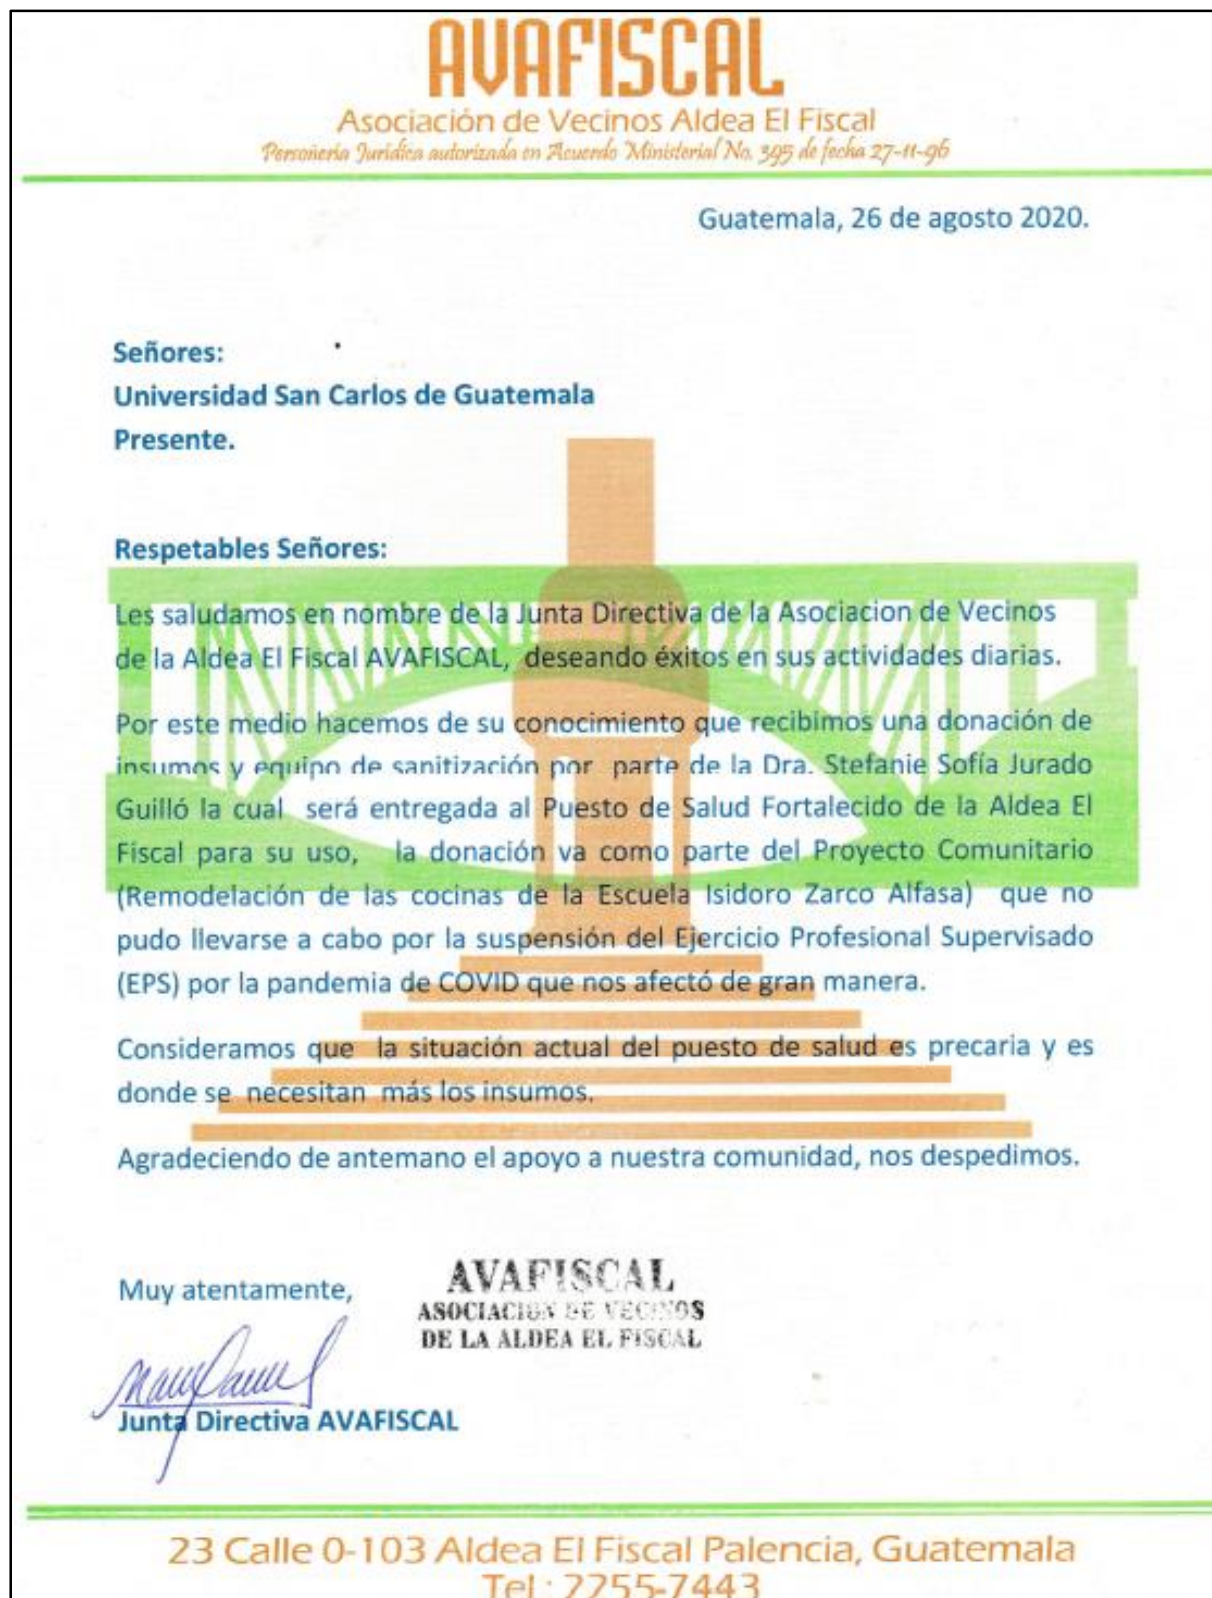 AVAFISCAL
Asociación de Vecinos Aldea El Fiscal
Personería Jurídica autorizada en Acuerdo Ministerial No. 395 de fecha 27-11-96
Guatemala, 26 de agosto 2020.
Señores:
Universidad San Carlos de Guatemala
Presente.
Respetables Señores:
Les saludamos en nombre de la Junta Directiva de la Asociacion de Vecinos
de la Aldea El Fiscal AVAFISCAL, deseando éxitos en sus actividades diarias.
Por este medio hacemos de su conocimiento que recibimos una donación de
insumos y equipo de sanitización por parte de la Dra. Stefanie Sofía Jurado
Guilló la cual será entregada al Puesto de Salud Fortalecido de la Aldea El
Fiscal para su uso, la donación va como parte del Proyecto Comunitario
(Remodelación de las cocinas de la Escuela Isidoro Zarco Alfasa) que no
pudo llevarse a cabo por la suspensión del Ejercicio Profesional Supervisado
(EPS) por la pandemia de COVID que nos afectó de gran manera.
Consideramos que la situación actual del puesto de salud es precaria y es
donde se necesitan más los insumos.
Agradeciendo de antemano el apoyo a nuestra comunidad, nos despedimos.
Muy atentamente,
AVAFISCAL
ASOCIACION DE VECINOS
DE LA ALDEA EL FISCAL
Junta Directiva AVAFISCAL
23 Calle 0-103 Aldea El Fiscal Palencia, Guatemala
Tel.: 2255-7443